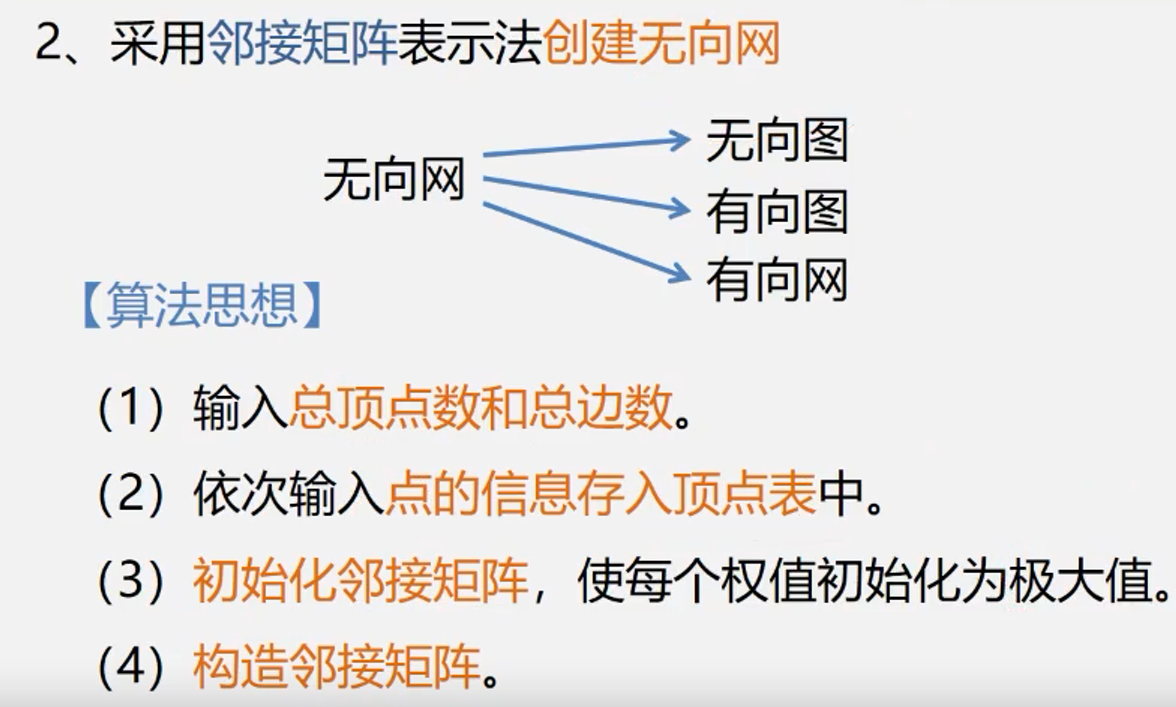 2、采用邻接矩阵表示法创建无向网
无向网
无向图
有向图
有向网
【算法思想】
（1）输入总顶点数和总边数。
（2）依次输入点的信息存入顶点表中。
（3）初始化邻接矩阵，使每个权值初始化为极大值。
（4）构造邻接矩阵。